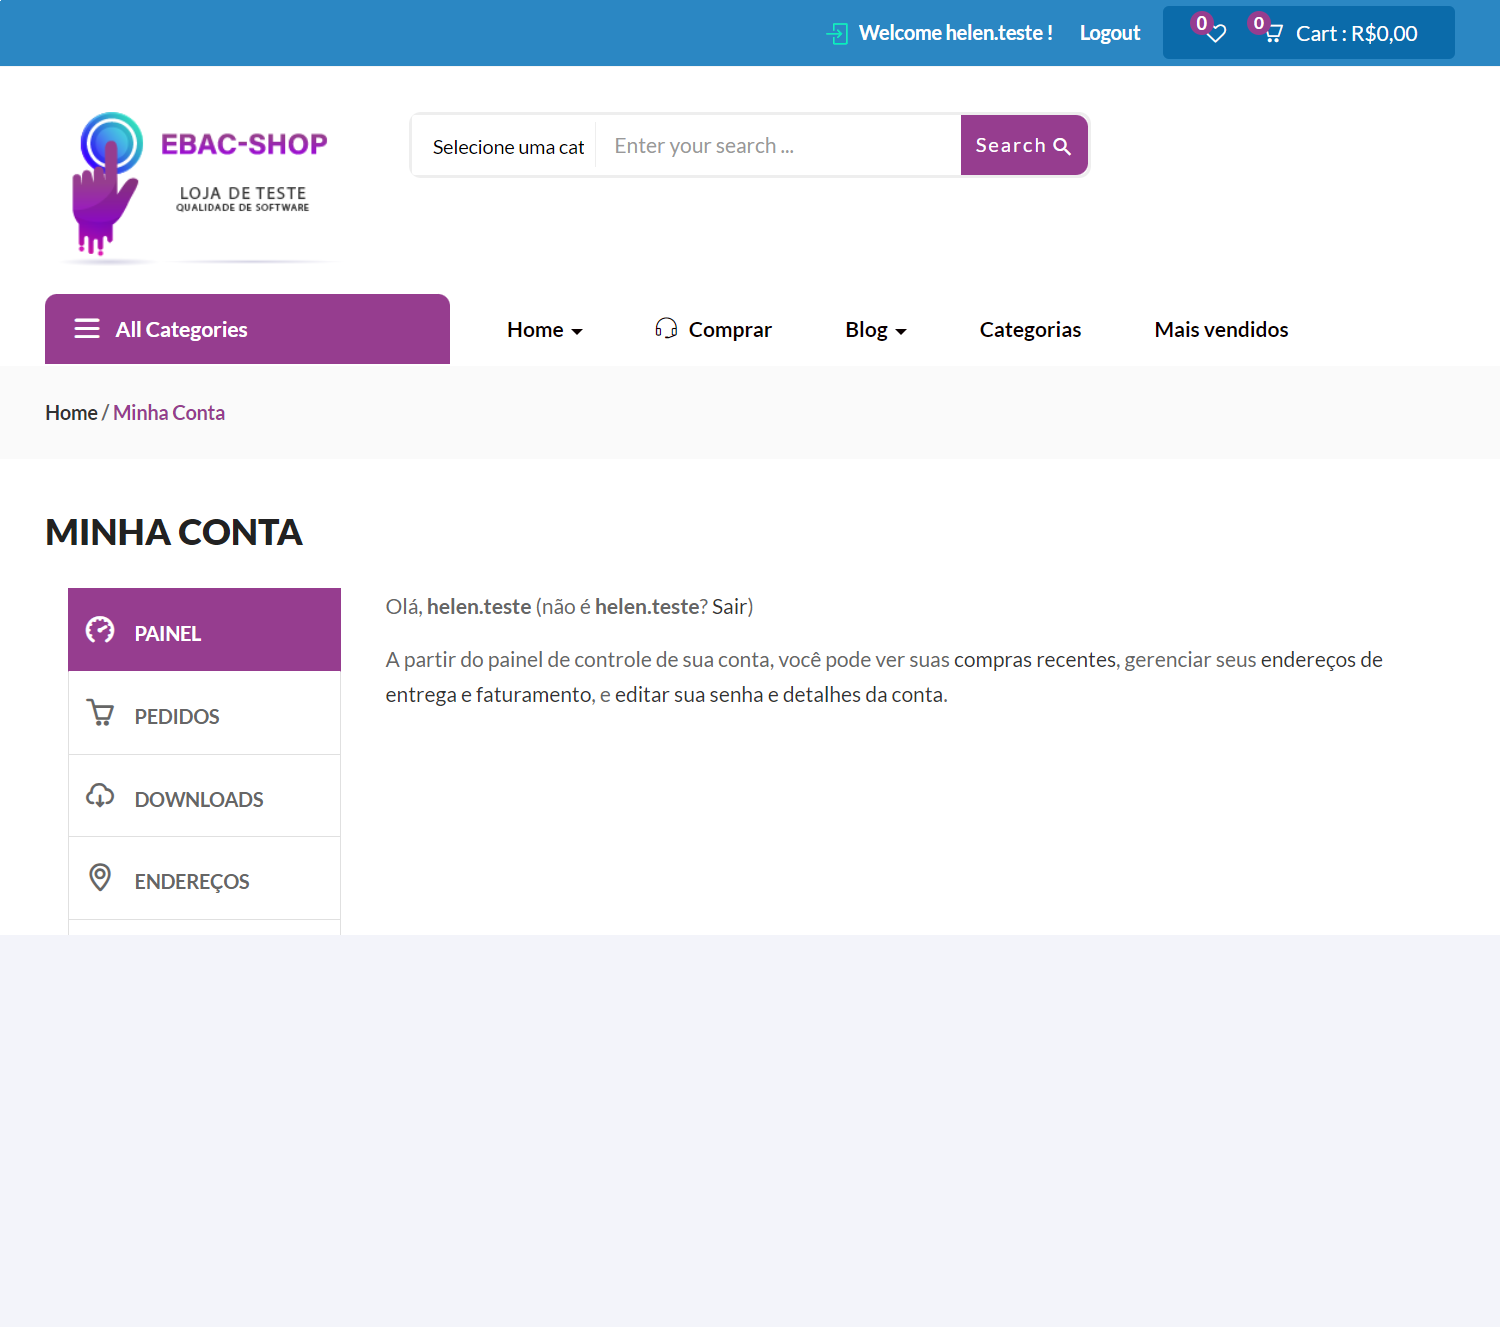 Welcome helen.teste ! Logout 0 0 Cart : R$0,00
EBAC-SHOP
LOJA DE TESTE
QUALIDADE DE SOFTWARE
Selecione uma cat Enter your search ... Search
All Categories Home Comprar Blog Categorias Mais vendidos
Home / Minha Conta
MINHA CONTA
PAINEL
PEDIDOS
DOWNLOADS
ENDEREÇOS
Olá, helen.teste (não é helen.teste? Sair)
A partir do painel de controle de sua conta, você pode ver suas compras recentes, gerenciar seus endereços de
entrega e faturamento, e editar sua senha e detalhes da conta.